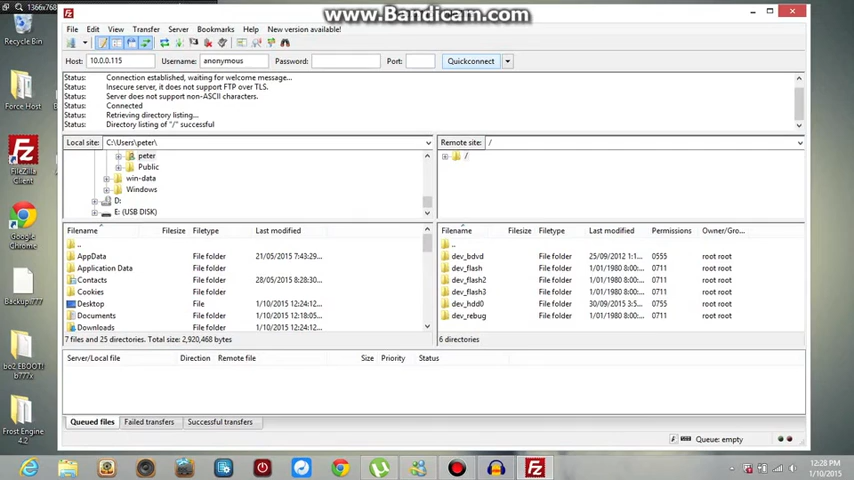 1366x768
www.Bandicam.com
File Edit View Transfer Server Bookmarks Help New version available!
Host: 10.0.0.115 Username: anonymous Password: Port: Quickconnect
Status: Connection established, waiting for welcome message...
Status: Insecure server, it does not support FTP over TLS.
Status: Server does not support non-ASCII characters.
Status: Connected
Status: Retrieving directory listing...
Status: Directory listing of "/" successful
Local site: C:\Users\peter\ Remote site: /
peter /
Public
win-data
Windows
D:
E: (USB DISK)
Filename Filesize Filetype Last modified Filename Filesize Filetype Last modified Permissions Owner/Gro...
.. ..
AppData File folder 21/05/2015 7:43:29... dev_bdvd File folder 25/09/2012 1:1... 0555 root root
Application Data File folder dev_flash File folder 1/01/1980 8:00:... 0711 root root
Contacts File folder 28/05/2015 8:28:30... dev_flash2 File folder 1/01/1980 8:00:... 0711 root root
Cookies File folder dev_flash3 File folder 1/01/1980 8:00:... 0711 root root
Desktop File 1/10/2015 12:24:12... dev_hdd0 File folder 30/09/2015 3:5... 0755 root root
Documents File folder 1/10/2015 12:18:05... dev_rebug File folder 1/01/1980 8:00:... 0711 root root
Downloads File folder 1/10/2015 12:24:12...
7 files and 25 directories. Total size: 2,920,468 bytes 6 directories
Server/Local file Direction Remote file Size Priority Status
Queued files Failed transfers Successful transfers
Queue: empty
Recycle Bin
Force Host
FileZilla
Client
Google
Chrome
Backup777
bo2 EBOOT!
b777x
Frost Engine
4.2
12:28 PM
1/10/2015